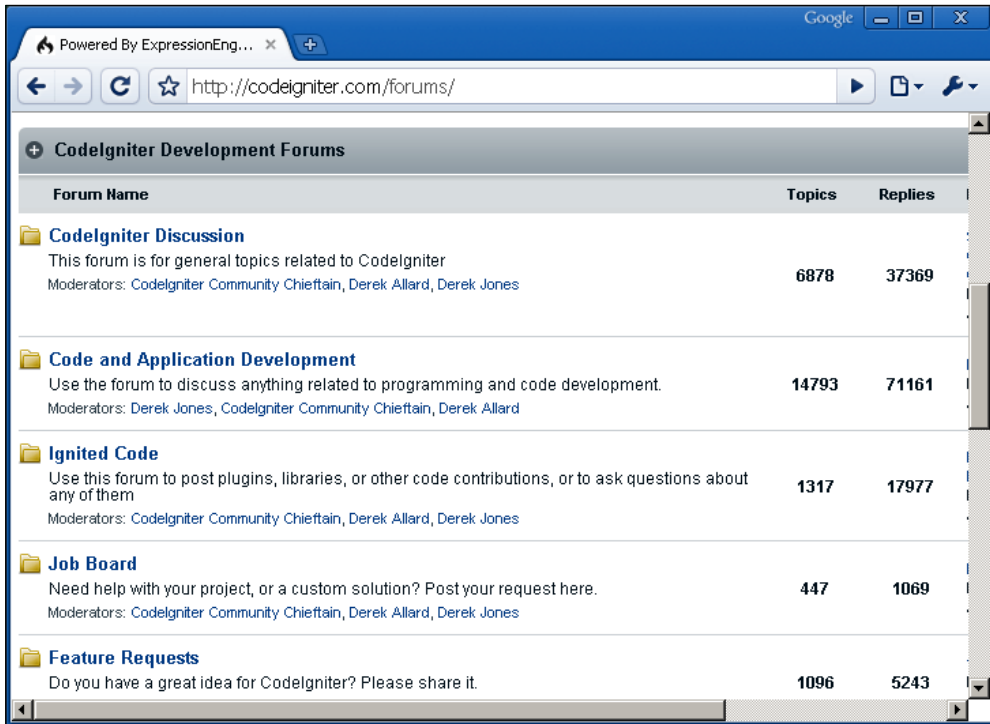 Google
Powered By ExpressionEng...
http://codeigniter.com/forums/
CodeIgniter Development Forums
Forum Name Topics Replies
CodeIgniter Discussion
This forum is for general topics related to CodeIgniter
6878 37369
Moderators: CodeIgniter Community Chieftain, Derek Allard, Derek Jones
Code and Application Development
Use the forum to discuss anything related to programming and code development.
14793 71161
Moderators: Derek Jones, CodeIgniter Community Chieftain, Derek Allard
Ignited Code
Use this forum to post plugins, libraries, or other code contributions, or to ask questions about
any of them
1317 17977
Moderators: CodeIgniter Community Chieftain, Derek Allard, Derek Jones
Job Board
Need help with your project, or a custom solution? Post your request here.
447 1069
Moderators: CodeIgniter Community Chieftain, Derek Allard, Derek Jones
Feature Requests
Do you have a great idea for CodeIgniter? Please share it.
1096 5243